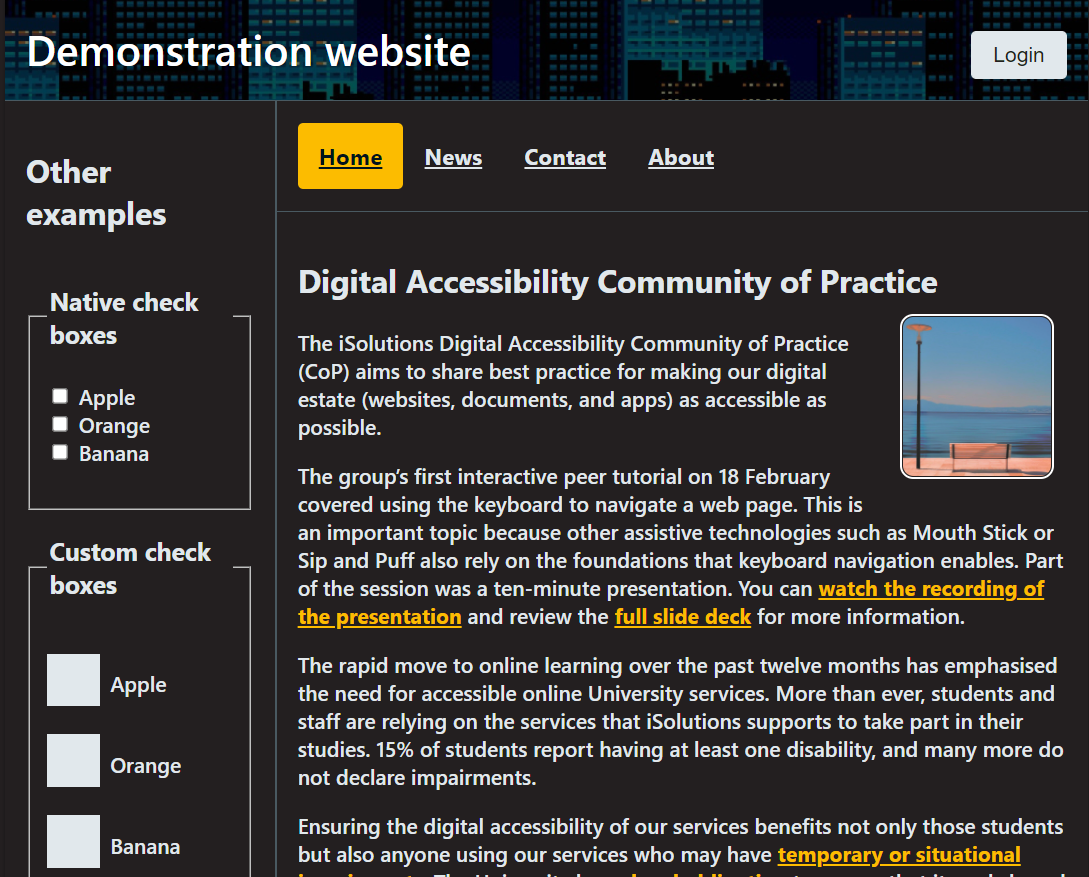 Demonstration website
Login
Other
examples
Native check
boxes
Apple
Orange
Banana
Custom check
boxes
Apple
Orange
Banana
Home News Contact About
Digital Accessibility Community of Practice
The iSolutions Digital Accessibility Community of Practice
(CoP) aims to share best practice for making our digital
estate (websites, documents, and apps) as accessible as
possible.
The group’s first interactive peer tutorial on 18 February
covered using the keyboard to navigate a web page. This is
an important topic because other assistive technologies such as Mouth Stick or
Sip and Puff also rely on the foundations that keyboard navigation enables. Part
of the session was a ten-minute presentation. You can watch the recording of
the presentation and review the full slide deck for more information.
The rapid move to online learning over the past twelve months has emphasised
the need for accessible online University services. More than ever, students and
staff are relying on the services that iSolutions supports to take part in their
studies. 15% of students report having at least one disability, and many more do
not declare impairments.
Ensuring the digital accessibility of our services benefits not only those students
but also anyone using our services who may have temporary or situational